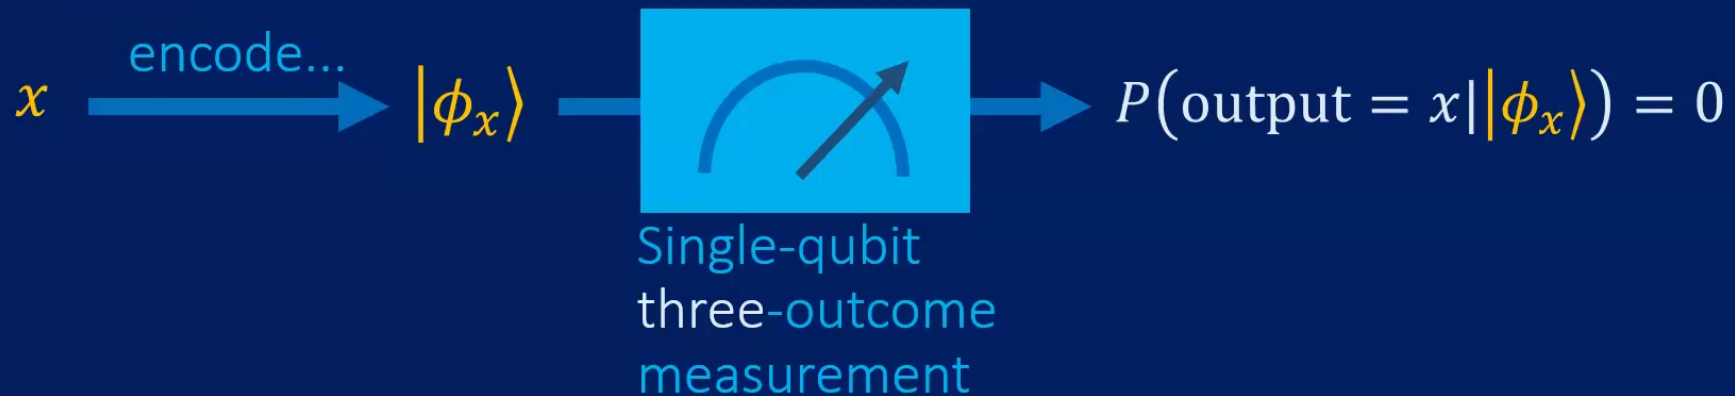 encode...
x |ϕₓ⟩ P(output = x||ϕₓ⟩) = 0
Single-qubit
three-outcome
measurement